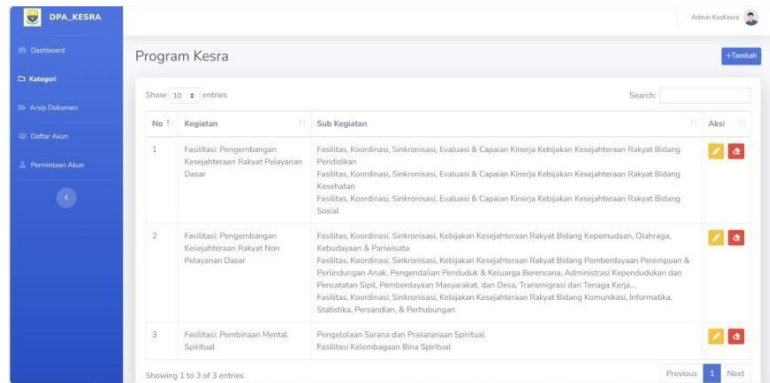 DPA_KESRA
Admin KasKesra
Dashboard
Kategori
Arsip Dokumen
Daftar Akun
Permintaan Akun
Program Kesra
+Tambah
Show 10 entries
Search:
No Kegiatan Sub Kegiatan Aksi
1 Fasilitasi: Pengembangan Fasilitas, Koordinasi, Sinkronisasi, Evaluasi & Capaian Kinerja Kebijakan Kesejahteraan Rakyat Bidang
Kesejahteraan Rakyat Pelayanan Pendidikan
Dasar Fasilitas, Koordinasi, Sinkronisasi, Evaluasi & Capaian Kinerja Kebijakan Kesejahteraan Rakyat Bidang
Kesehatan
Fasilitas, Koordinasi, Sinkronisasi, Evaluasi & Capaian Kinerja Kebijakan Kesejahteraan Rakyat Bidang
Sosial
2 Fasilitasi: Pengembangan Fasilitas, Koordinasi, Sinkronisasi, Kebijakan Kesejahteraan Rakyat Bidang Kepemudaan, Olahraga,
Kesejahteraan Rakyat Non Kebudayaan & Pariwisata
Pelayanan Dasar Fasilitas, Koordinasi, Sinkronisasi, Kebijakan Kesejahteraan Rakyat Bidang Pemberdayaan Perempuan &
Perlindungan Anak, Pengendalian Penduduk & Keluarga Berencana, Administrasi Kependudukan dan
Pencatatan Sipil, Pemberdayaan Masyarakat, dan Desa, Transmigrasi dan Tenaga Kerja...
Fasilitas, Koordinasi, Sinkronisasi, Kebijakan Kesejahteraan Rakyat Bidang Komunikasi, Informatika,
Statistika, Persandian, & Perhubungan
3 Fasilitasi: Pembinaan Mental Pengelolaan Sarana dan Prasaranaan Spiritual
Spiritual Fasilitasi Kelembagaan Bina Spiritual
Showing 1 to 3 of 3 entries
Previous 1 Next